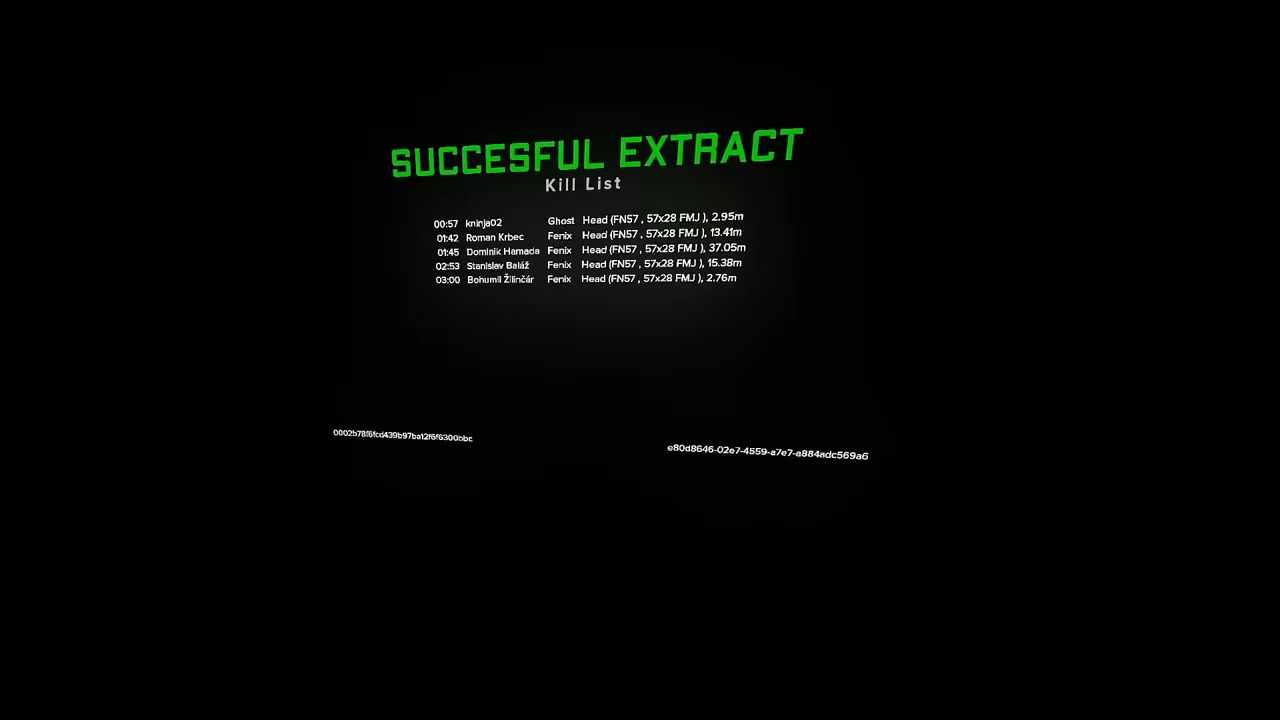 SUCCESFUL EXTRACT
Kill List
00:57 kninja02 Ghost Head (FN57 , 57x28 FMJ ), 2.95m
01:42 Roman Krbec Fenix Head (FN57 , 57x28 FMJ ), 13.41m
01:45 Dominik Hamada Fenix Head (FN57 , 57x28 FMJ ), 37.05m
02:53 Stanislav Baláž Fenix Head (FN57 , 57x28 FMJ ), 15.38m
03:00 Bohumil Žilinčár Fenix Head (FN57 , 57x28 FMJ ), 2.76m
e80d8646-02e7-4559-a7e7-a884adc569a6